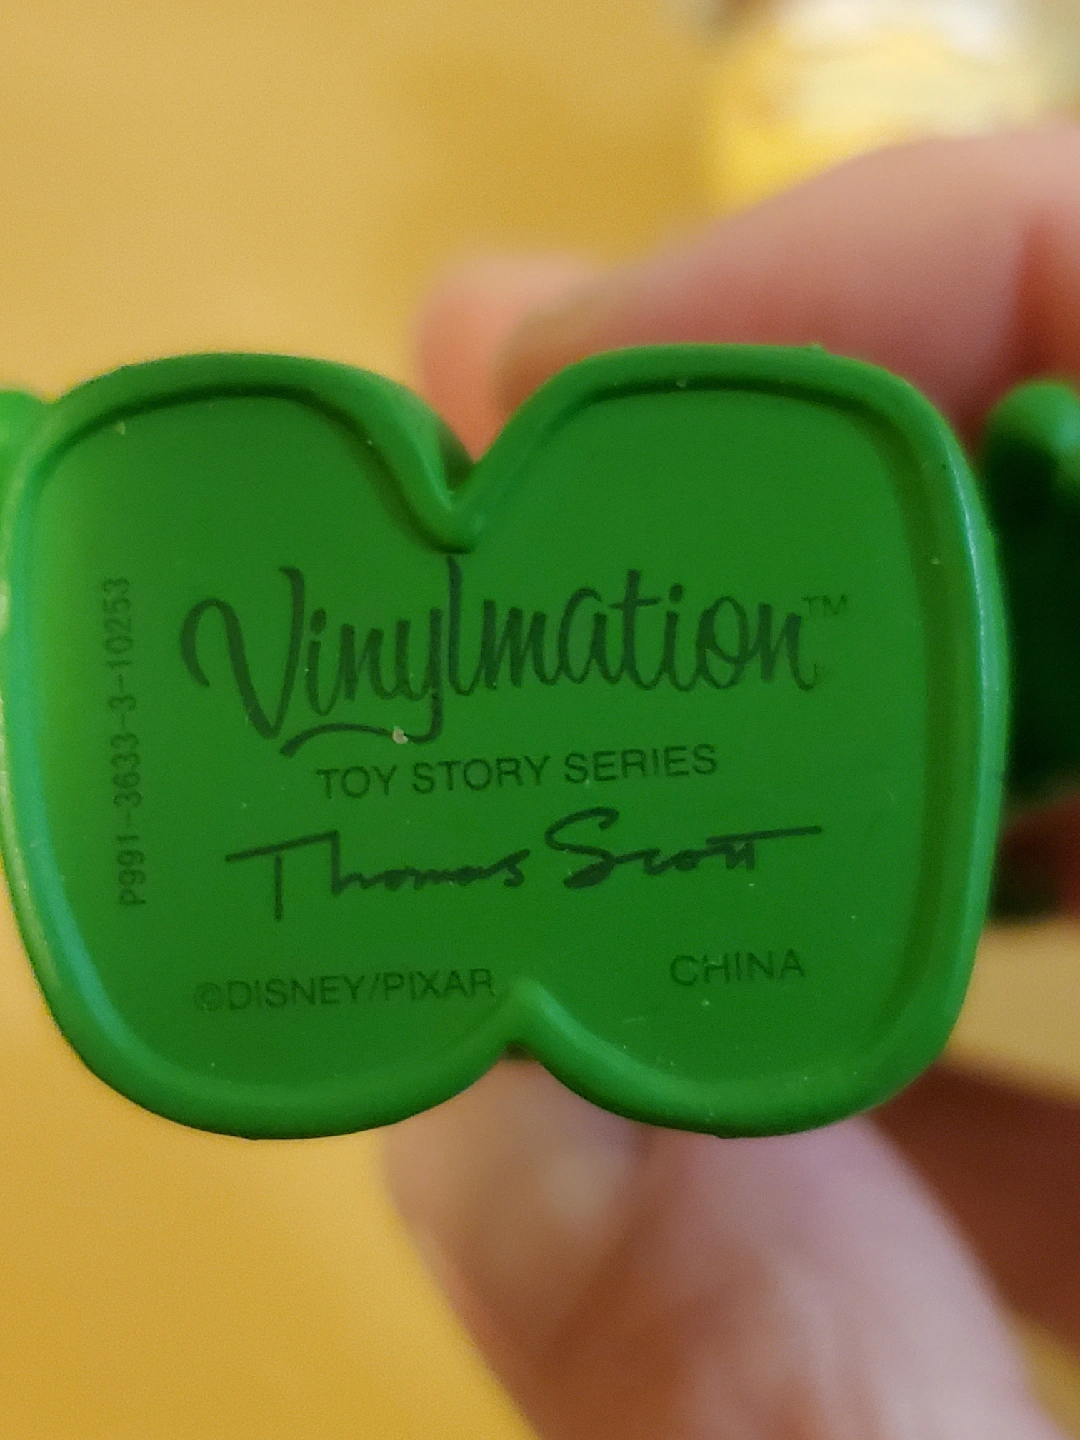 Vinylmation™
TOY STORY SERIES
Thomas Scott
©DISNEY/PIXAR
CHINA
P991-3633-3-10253